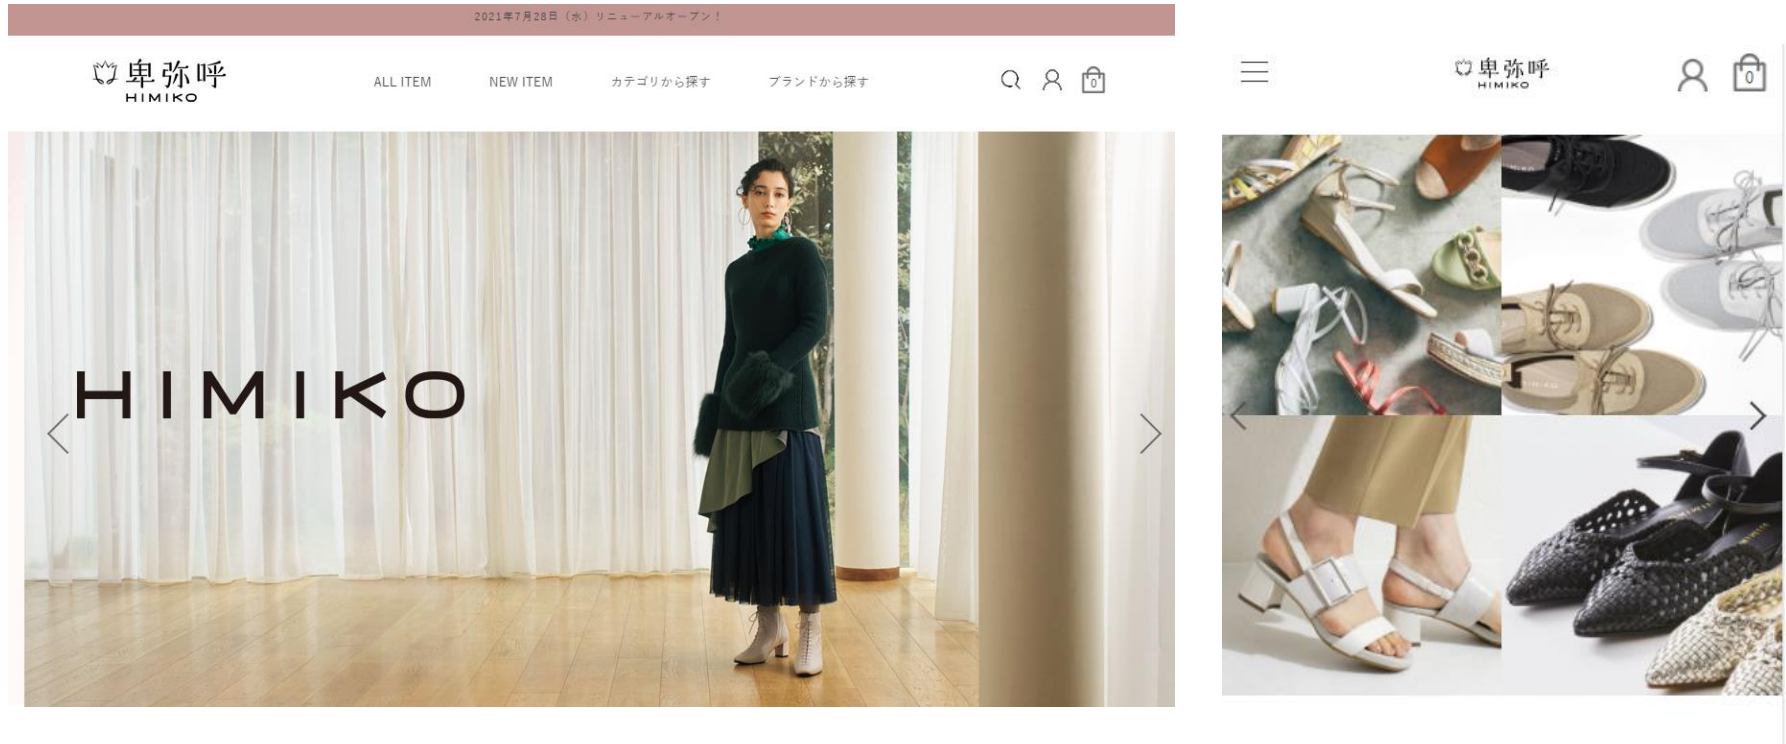 2021年7月28日（水）リニューアルオープン！
卑弥呼
HIMIKO
ALL ITEM
NEW ITEM
カテゴリから探す
ブランドから探す
0
HIMIKO
卑弥呼
HIMIKO
0
HIMIKO